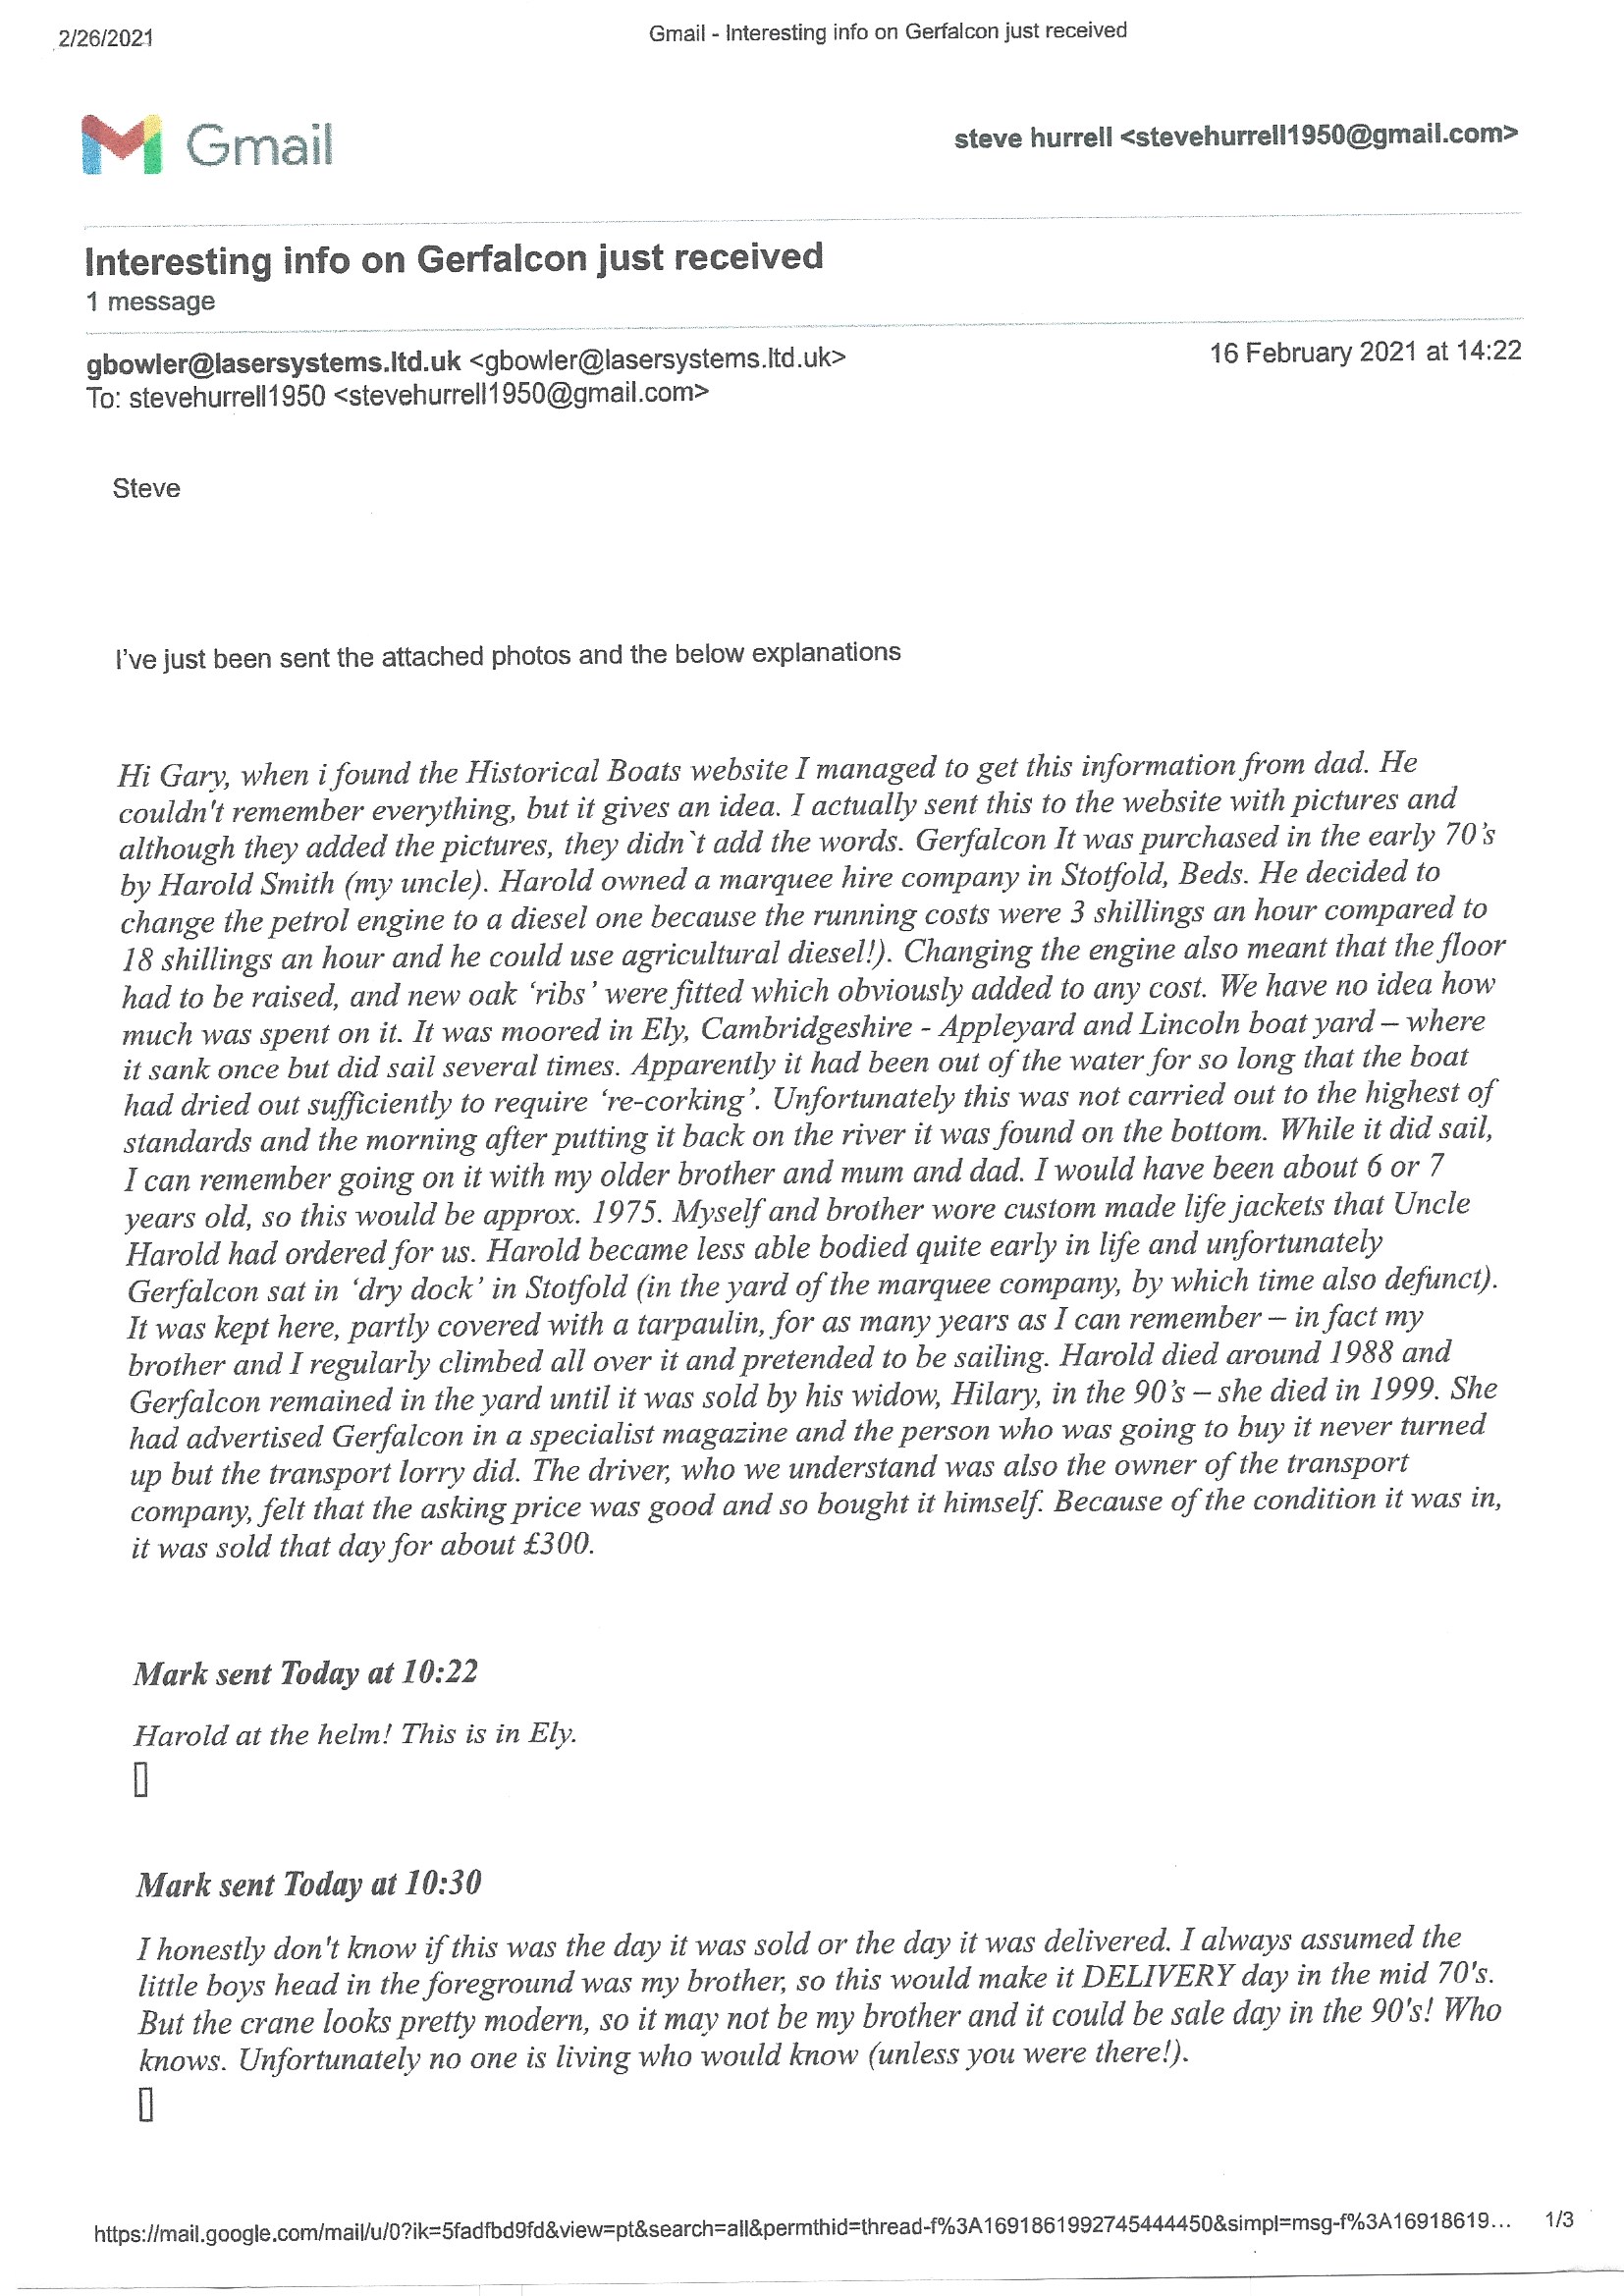 2/26/2021
Gmail - Interesting info on Gerfalcon just received
Gmail
steve hurrell <stevehurrell1950@gmail.com>
Interesting info on Gerfalcon just received
1 message
gbowler@lasersystems.ltd.uk <gbowler@lasersystems.ltd.uk>
16 February 2021 at 14:22
To: stevehurrell1950 <stevehurrell1950@gmail.com>
Steve
I've just been sent the attached photos and the below explanations
Hi Gary, when i found the Historical Boats website I managed to get this information from dad. He
couldn't remember everything, but it gives an idea. I actually sent this to the website with pictures and
although they added the pictures, they didn`t add the words. Gerfalcon It was purchased in the early 70's
by Harold Smith (my uncle). Harold owned a marquee hire company in Stotfold, Beds. He decided to
change the petrol engine to a diesel one because the running costs were 3 shillings an hour compared to
18 shillings an hour and he could use agricultural diesel!). Changing the engine also meant that the floor
had to be raised, and new oak ‘ribs’ were fitted which obviously added to any cost. We have no idea how
much was spent on it. It was moored in Ely, Cambridgeshire - Appleyard and Lincoln boat yard – where
it sank once but did sail several times. Apparently it had been out of the water for so long that the boat
had dried out sufficiently to require ‘re-corking’. Unfortunately this was not carried out to the highest of
standards and the morning after putting it back on the river it was found on the bottom. While it did sail,
I can remember going on it with my older brother and mum and dad. I would have been about 6 or 7
years old, so this would be approx. 1975. Myself and brother wore custom made life jackets that Uncle
Harold had ordered for us. Harold became less able bodied quite early in life and unfortunately
Gerfalcon sat in ‘dry dock’ in Stotfold (in the yard of the marquee company, by which time also defunct).
It was kept here, partly covered with a tarpaulin, for as many years as I can remember – in fact my
brother and I regularly climbed all over it and pretended to be sailing. Harold died around 1988 and
Gerfalcon remained in the yard until it was sold by his widow, Hilary, in the 90's – she died in 1999. She
had advertised Gerfalcon in a specialist magazine and the person who was going to buy it never turned
up but the transport lorry did. The driver, who we understand was also the owner of the transport
company, felt that the asking price was good and so bought it himself. Because of the condition it was in,
it was sold that day for about £300.
Mark sent Today at 10:22
Harold at the helm! This is in Ely.
Mark sent Today at 10:30
I honestly don't know if this was the day it was sold or the day it was delivered. I always assumed the
little boys head in the foreground was my brother, so this would make it DELIVERY day in the mid 70's.
But the crane looks pretty modern, so it may not be my brother and it could be sale day in the 90's! Who
knows. Unfortunately no one is living who would know (unless you were there!).
https://mail.google.com/mail/u/0?ik=5fadfbd9fd&view=pt&search=all&permthid=thread-f%3A1691861992745444450&simpl=msg-f%3A16918619... 1/3